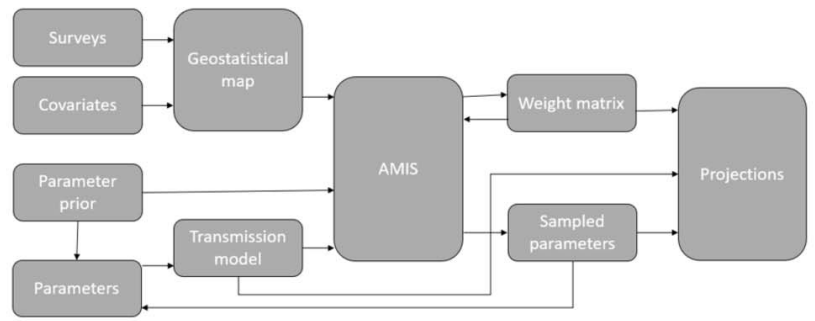 Surveys
Geostatistical
map
Covariates
Weight matrix
AMIS
Projections
Parameter
prior
Sampled
parameters
Transmission
model
Parameters